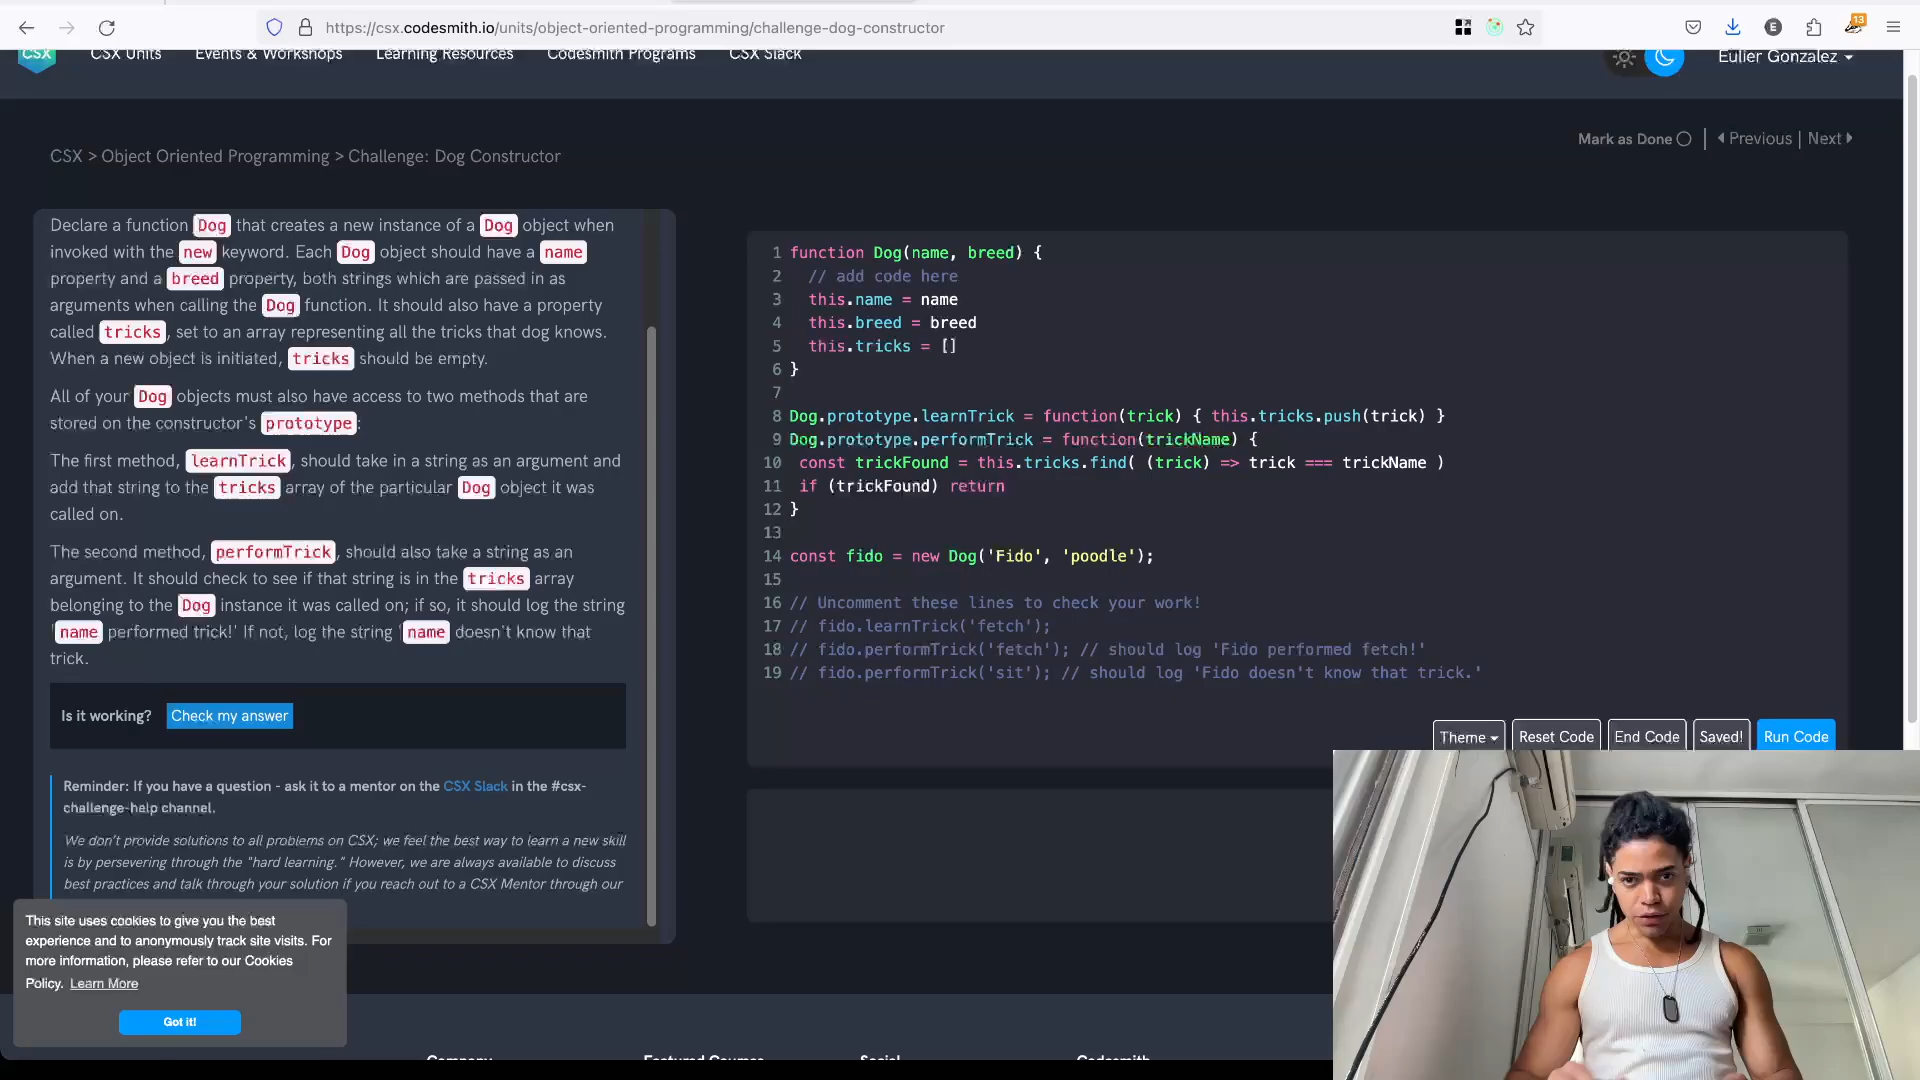 https://csx.codesmith.io/units/object-oriented-programming/challenge-dog-constructor
13
E
CSX
CSX Units
Events & Workshops
Learning Resources
Codesmith Programs
CSX Slack
Eulier Gonzalez
CSX > Object Oriented Programming > Challenge: Dog Constructor
Mark as Done
Previous | Next
Declare a function Dog that creates a new instance of a Dog object when
invoked with the new keyword. Each Dog object should have a name
property and a breed property, both strings which are passed in as
arguments when calling the Dog function. It should also have a property
called tricks, set to an array representing all the tricks that dog knows.
When a new object is initiated, tricks should be empty.
All of your Dog objects must also have access to two methods that are
stored on the constructor's prototype:
The first method, learnTrick, should take in a string as an argument and
add that string to the tricks array of the particular Dog object it was
called on.
The second method, performTrick, should also take a string as an
argument. It should check to see if that string is in the tricks array
belonging to the Dog instance it was called on; if so, it should log the string
'name performed trick!' If not, log the string 'name doesn't know that
trick.
Is it working? Check my answer
Reminder: If you have a question - ask it to a mentor on the CSX Slack in the #csx-
challenge-help channel.
We don't provide solutions to all problems on CSX; we feel the best way to learn a new skill
is by persevering through the "hard learning." However, we are always available to discuss
best practices and talk through your solution if you reach out to a CSX Mentor through our
1 function Dog(name, breed) {
2 // add code here
3 this.name = name
4 this.breed = breed
5 this.tricks = []
6 }
7
8 Dog.prototype.learnTrick = function(trick) { this.tricks.push(trick) }
9 Dog.prototype.performTrick = function(trickName) {
10 const trickFound = this.tricks.find( (trick) => trick === trickName )
11 if (trickFound) return
12 }
13
14 const fido = new Dog('Fido', 'poodle');
15
16 // Uncomment these lines to check your work!
17 // fido.learnTrick('fetch');
18 // fido.performTrick('fetch'); // should log 'Fido performed fetch!'
19 // fido.performTrick('sit'); // should log 'Fido doesn't know that trick.'
Theme
Reset Code
End Code
Saved!
Run Code
This site uses cookies to give you the best
experience and to anonymously track site visits. For
more information, please refer to our Cookies
Policy. Learn More
Got it!
Company
Featured Courses
Social
Codesmith